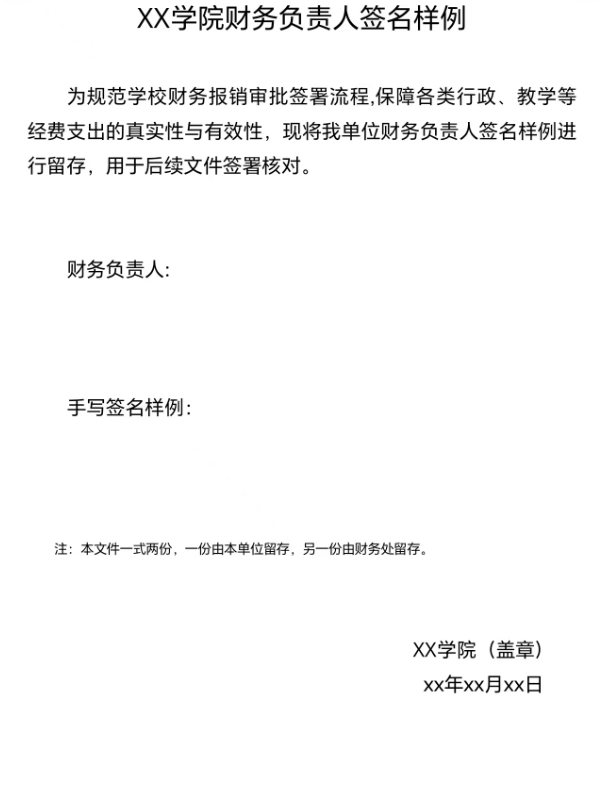 XX学院财务负责人签名样例
为规范学校财务报销审批签署流程,保障各类行政、教学等
经费支出的真实性与有效性，现将我单位财务负责人签名样例进
行留存，用于后续文件签署核对。
财务负责人:
手写签名样例：
注：本文件一式两份，一份由本单位留存，另一份由财务处留存。
XX学院（盖章）
xx年xx月xx日